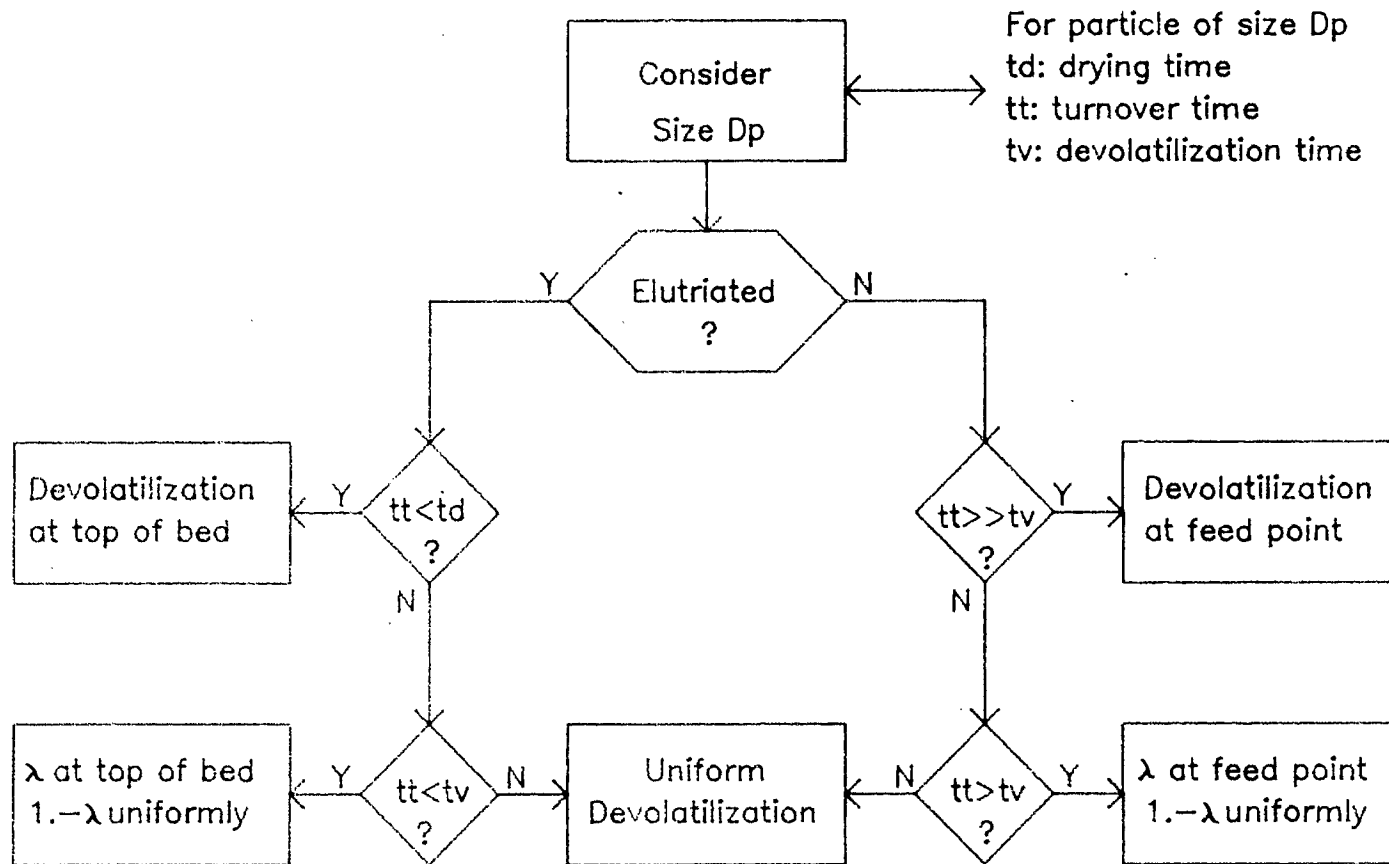 Consider
Size Dp
For particle of size Dp
td: drying time
tt: turnover time
tv: devolatilization time
Elutriated
?
Y
N
Devolatilization
at top of bed
Y
tt<td
?
N
tt>>tv
?
Y
N
Devolatilization
at feed point
λ at top of bed
1.-λ uniformly
Y
tt<tv
?
N
Uniform
Devolatilization
N
tt>tv
?
Y
λ at feed point
1.-λ uniformly